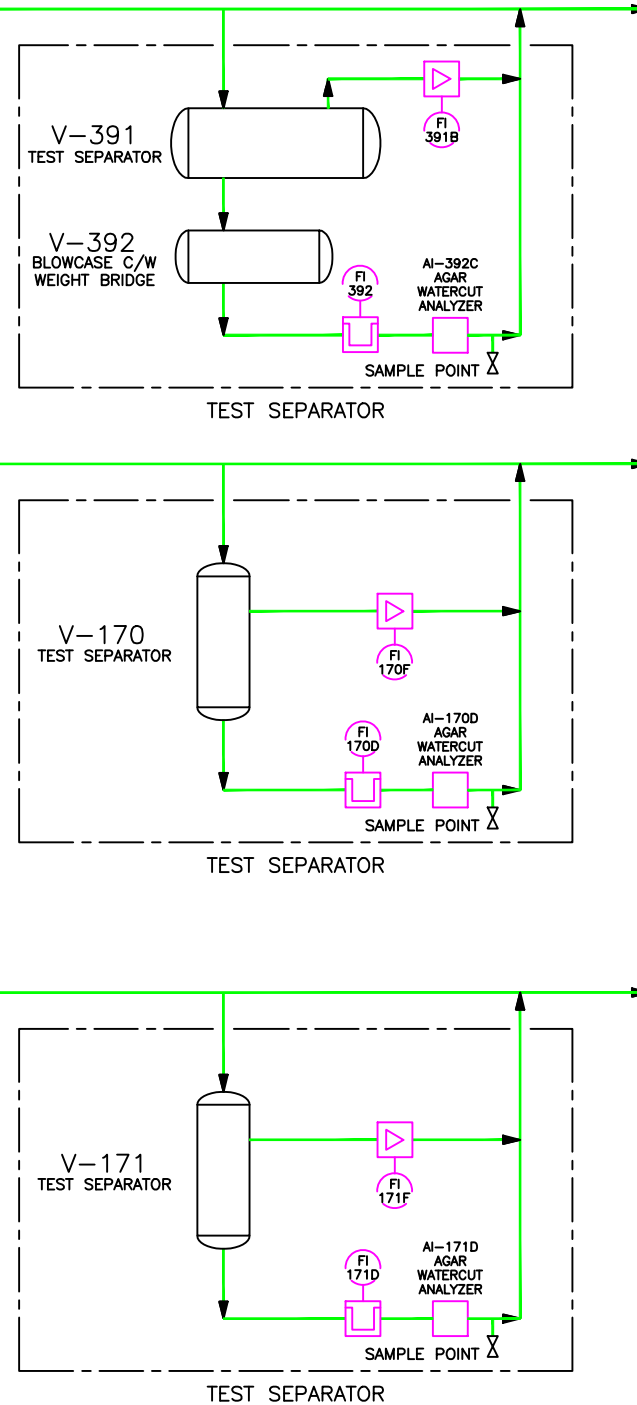 V-391
TEST SEPARATOR
FI
391B
V-392
BLOWCASE C/W
WEIGHT BRIDGE
FI
392
AI-392C
AGAR
WATERCUT
ANALYZER
SAMPLE POINT
TEST SEPARATOR
V-170
TEST SEPARATOR
FI
170F
FI
170D
AI-170D
AGAR
WATERCUT
ANALYZER
SAMPLE POINT
TEST SEPARATOR
V-171
TEST SEPARATOR
FI
171F
FI
171D
AI-171D
AGAR
WATERCUT
ANALYZER
SAMPLE POINT
TEST SEPARATOR